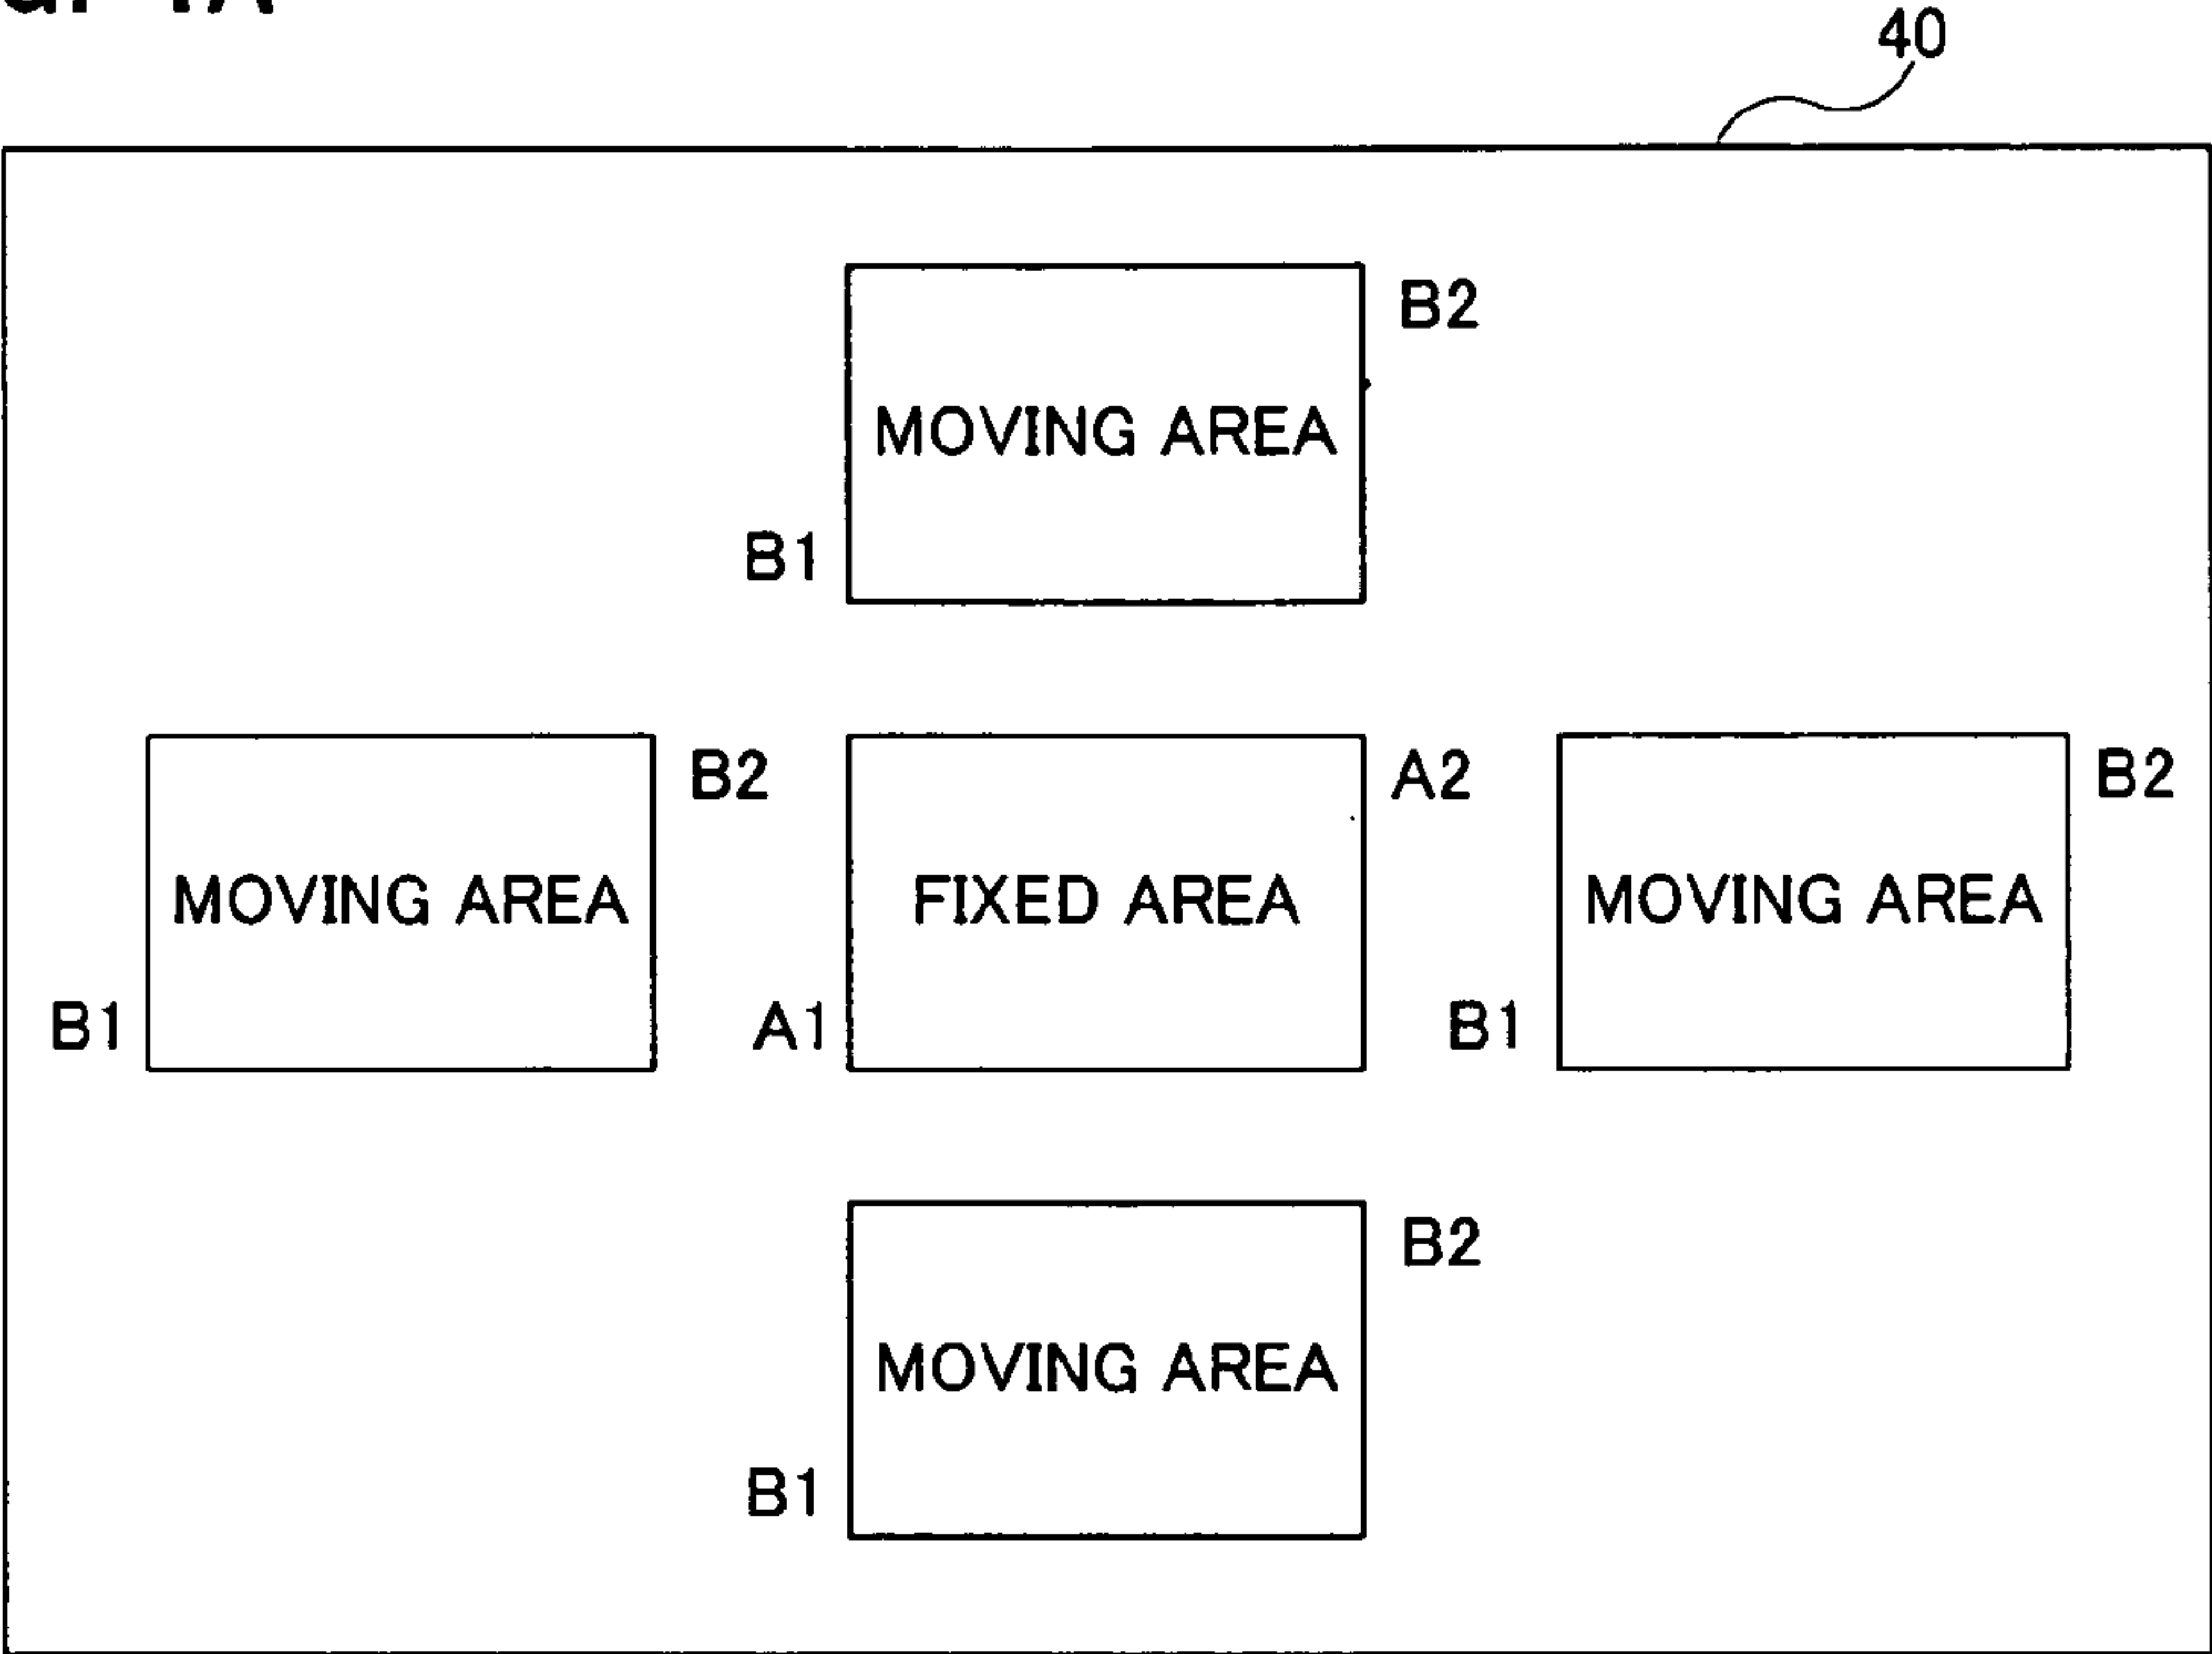 40
B2
MOVING AREA
B1
B2 A2 B2
MOVING AREA FIXED AREA MOVING AREA
B1 A1 B1
B2
MOVING AREA
B1